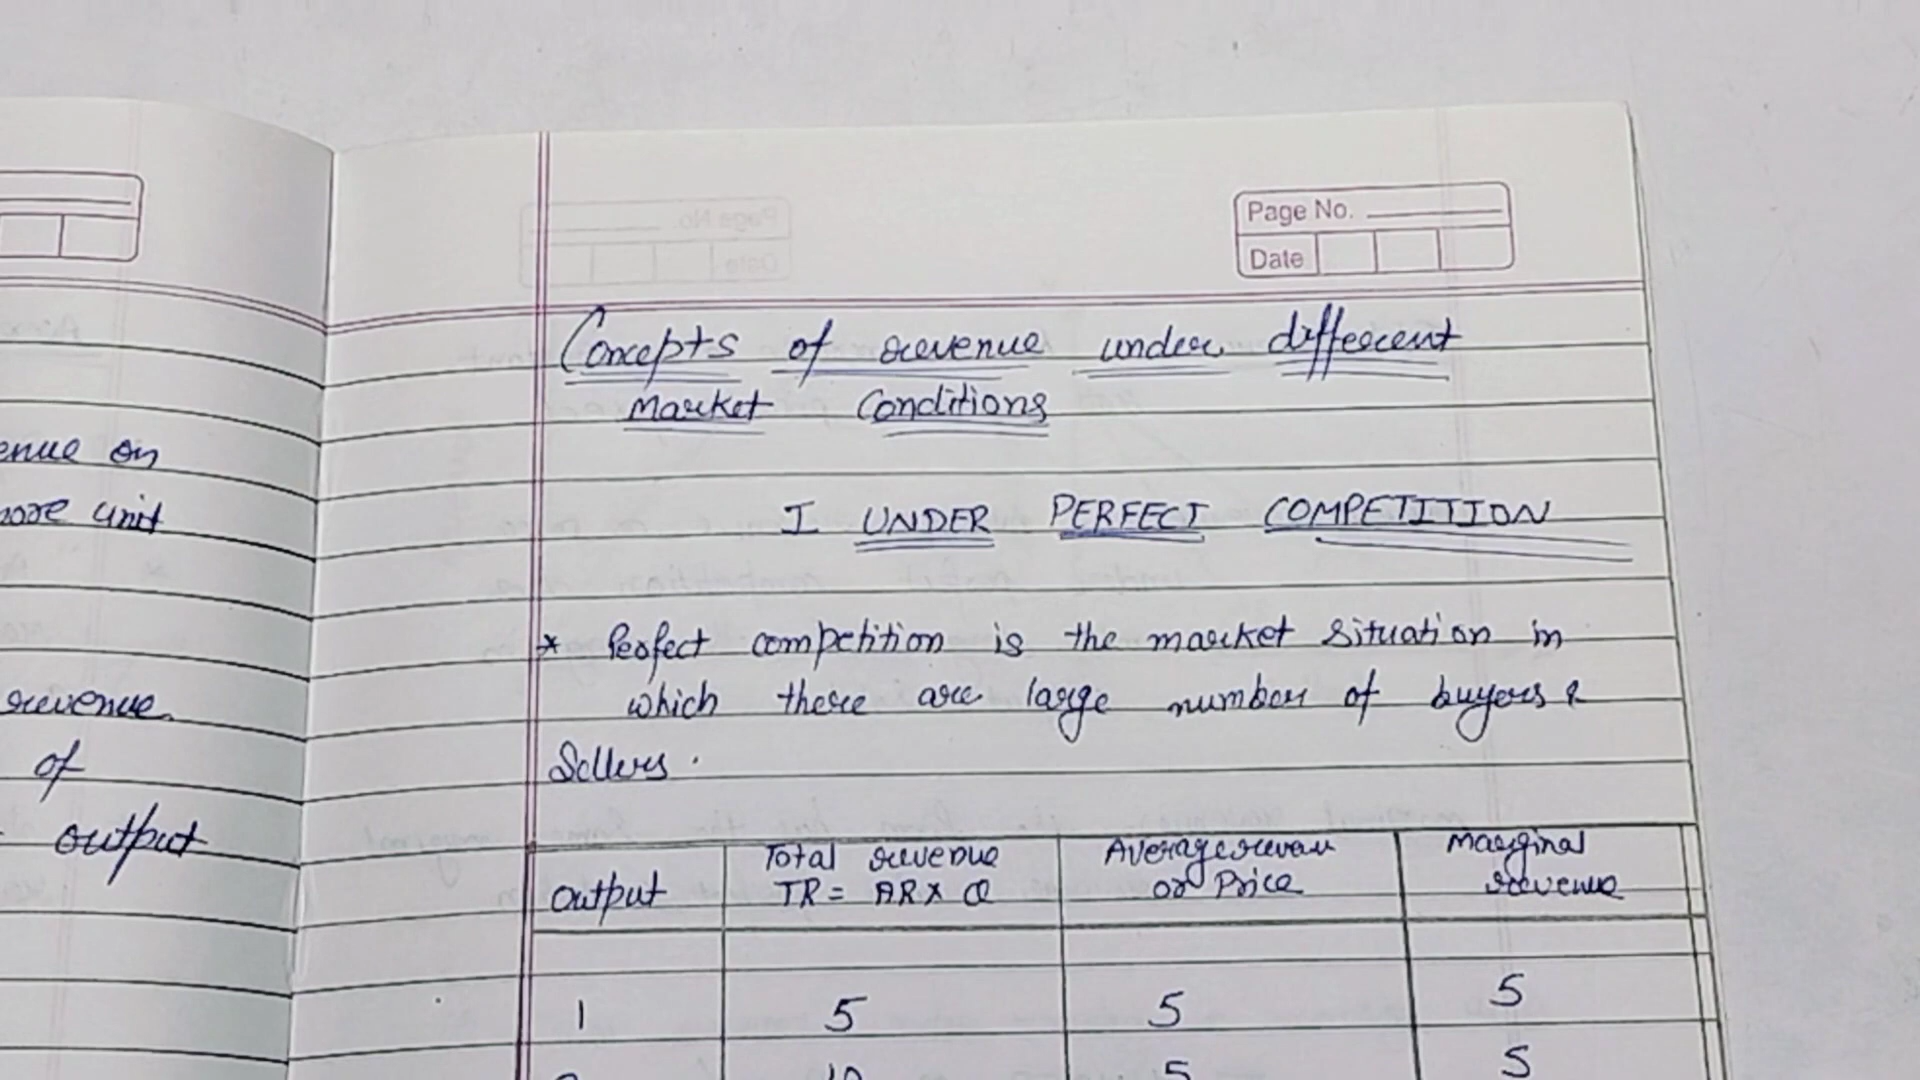 enue on
more unit
revenue
of
output
Page No.
Date
Concepts of revenue under different
Market Conditions
I UNDER PERFECT COMPETITION
* Perfect competition is the market situation in
which there are large number of buyers &
Sellers.
Output
Total revenue
TR = AR X Q
Average
or Price
Marginal
revenue
1 5 5 5
10 5 5